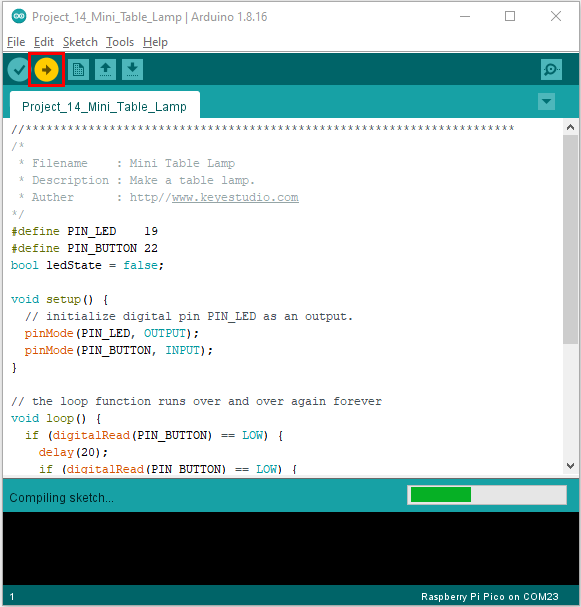 Project_14_Mini_Table_Lamp | Arduino 1.8.16
File Edit Sketch Tools Help
Project_14_Mini_Table_Lamp
//**********************************************************************
/*
 * Filename    : Mini Table Lamp
 * Description : Make a table lamp.
 * Auther      : http//www.keyestudio.com
*/
#define PIN_LED    19
#define PIN_BUTTON 22
bool ledState = false;

void setup() {
  // initialize digital pin PIN_LED as an output.
  pinMode(PIN_LED, OUTPUT);
  pinMode(PIN_BUTTON, INPUT);
}

// the loop function runs over and over again forever
void loop() {
  if (digitalRead(PIN_BUTTON) == LOW) {
    delay(20);
    if (digitalRead(PIN_BUTTON) == LOW) {
Compiling sketch...
1 Raspberry Pi Pico on COM23